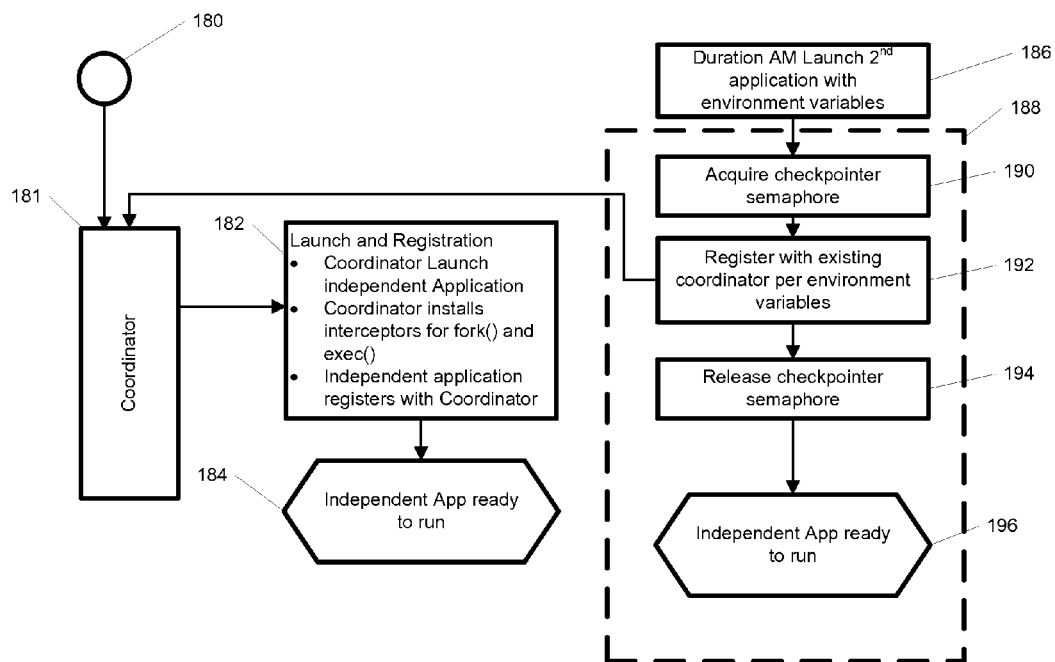 180
Duration AM Launch 2nd
application with
environment variables
186
188
181
Acquire checkpointer
semaphore
190
182
Launch and Registration
• Coordinator Launch
independent Application
• Coordinator installs
interceptors for fork() and
exec()
• Independent application
registers with Coordinator
Register with existing
coordinator per environment
variables
192
Coordinator
Release checkpointer
semaphore
194
184
Independent App ready
to run
Independent App ready
to run
196